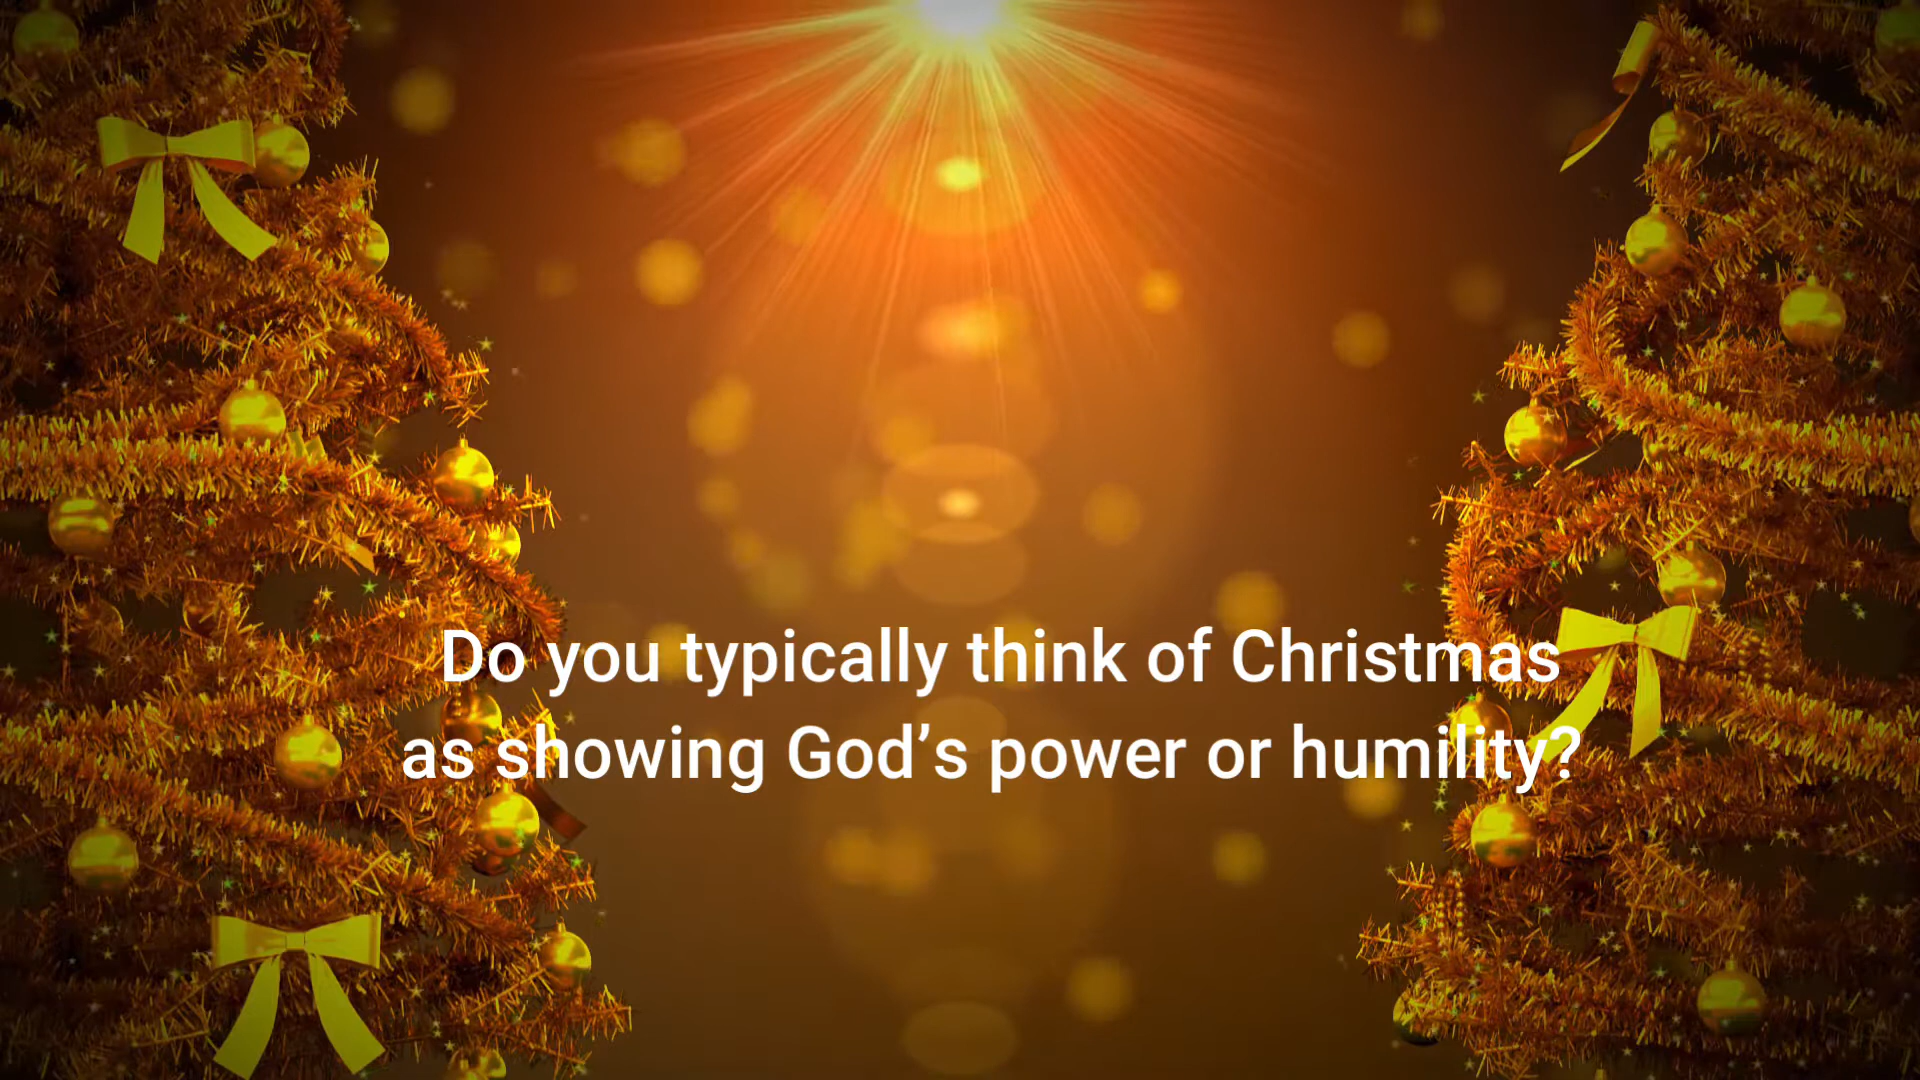 Do you typically think of Christmas
as showing God’s power or humility?